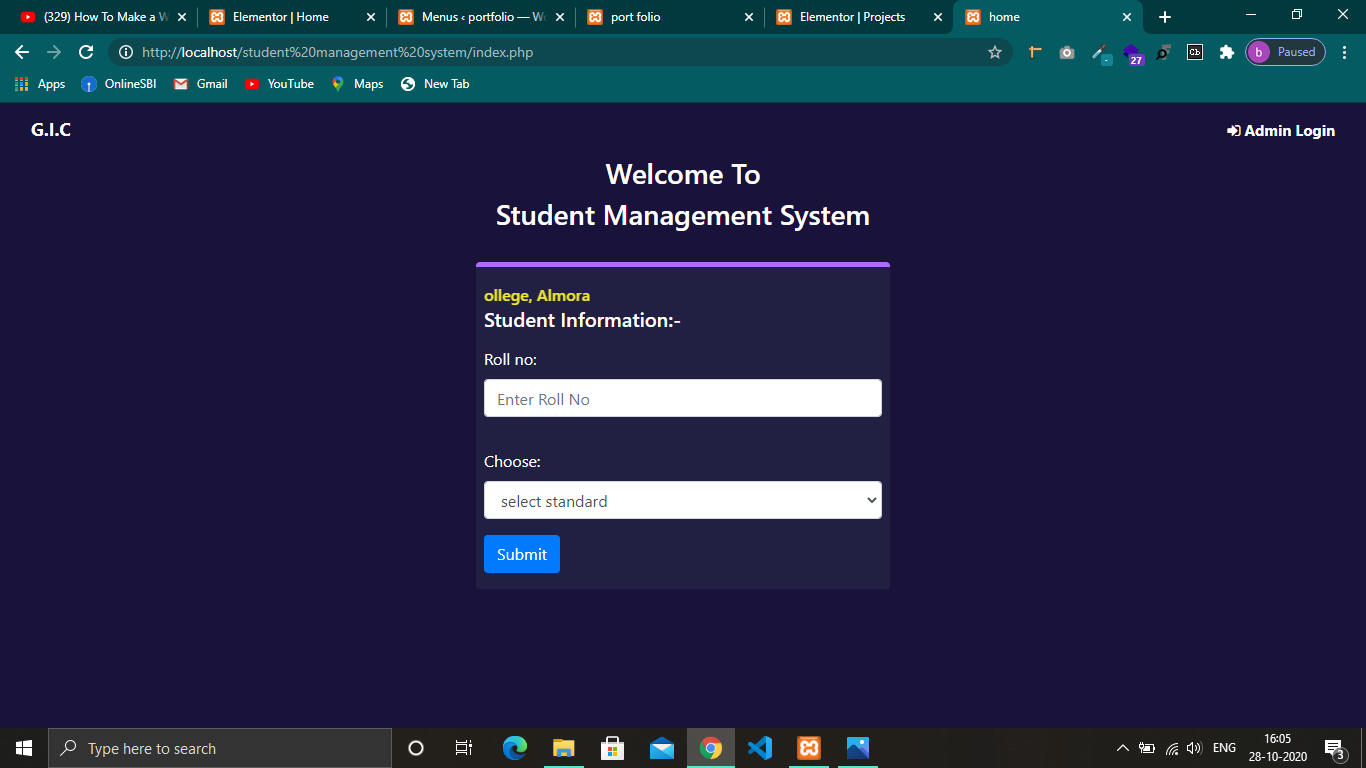 (329) How To Make a W
Elementor | Home
Menus ‹ portfolio — Wo
port folio
Elementor | Projects
home
http://localhost/student%20management%20system/index.php
27
Cb
b
Paused
Apps
OnlineSBI
Gmail
YouTube
Maps
New Tab
G.I.C
Admin Login
Welcome To
Student Management System
ollege, Almora
Student Information:-
Roll no:
Enter Roll No
Choose:
select standard
Submit
Type here to search
ENG
16:05
28-10-2020
3